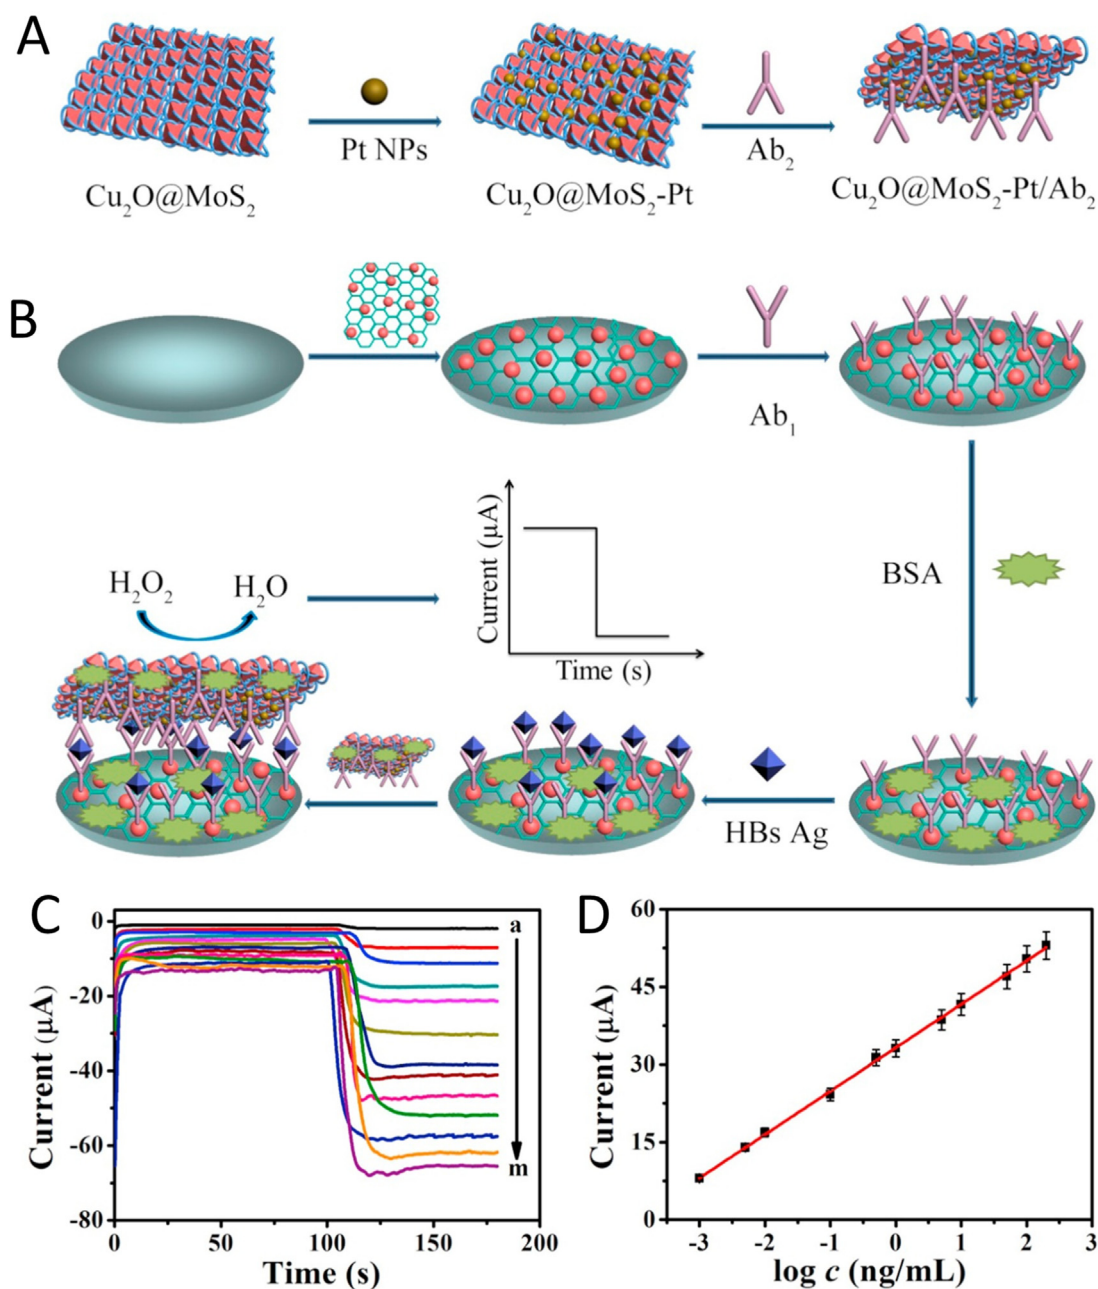 A
Pt NPs
Ab₂
Cu₂O@MoS₂
Cu₂O@MoS₂-Pt
Cu₂O@MoS₂-Pt/Ab₂
B
Ab₁
BSA
H₂O₂
H₂O
Current (μA)
Time (s)
HBs Ag
C
0
-20
-40
-60
-80
Current (μA)
a
m
0
50
100
150
200
Time (s)
D
60
45
30
15
0
Current (μA)
-3
-2
-1
0
1
2
3
log c (ng/mL)